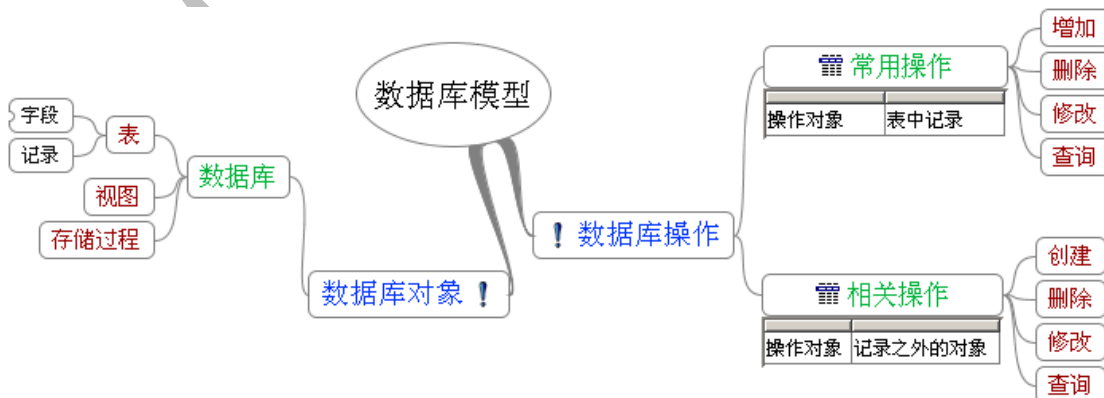 数据库模型
字段
记录
表
视图
存储过程
数据库
数据库对象
数据库操作
常用操作
操作对象 表中记录
增加
删除
修改
查询
相关操作
操作对象 记录之外的对象
创建
删除
修改
查询